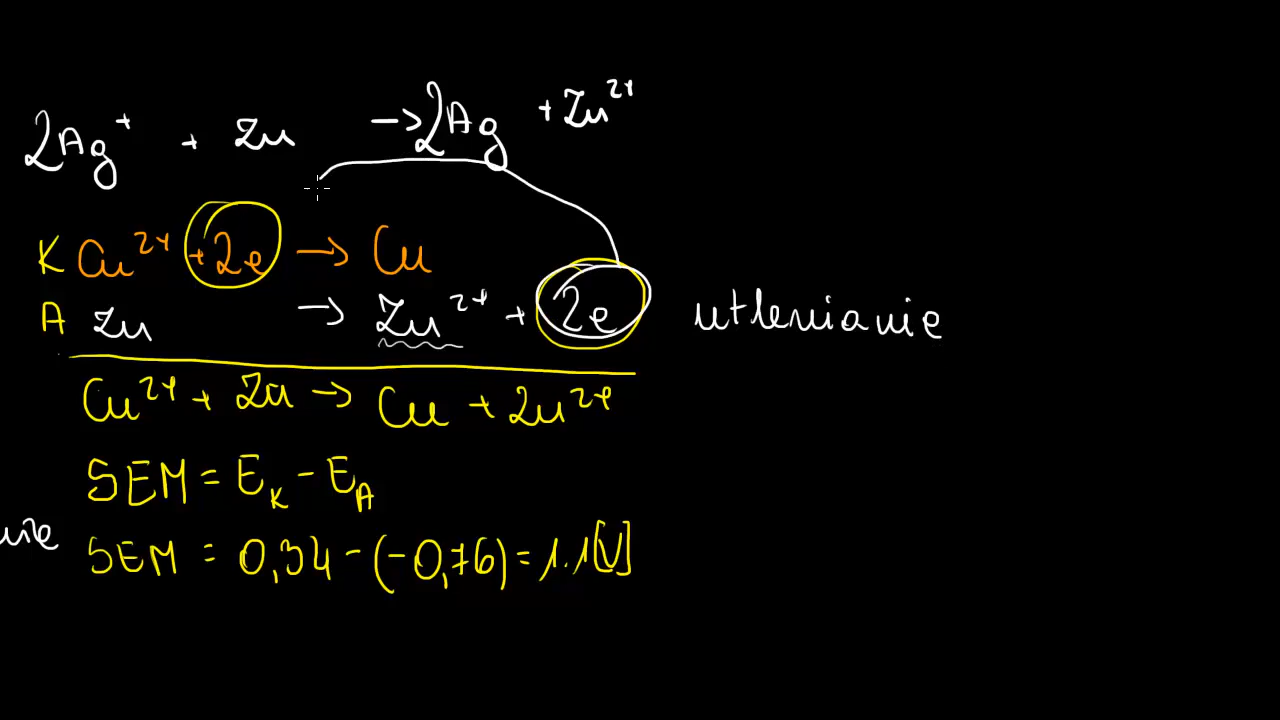 2Ag⁺ + Zn → 2Ag + Zn²⁺
K Cu²⁺ + 2e → Cu
A Zn → Zn²⁺ + 2e utlenianie
Cu²⁺ + Zn → Cu + Zn²⁺
SEM = E_K - E_A
SEM = 0,34 - (-0,76) = 1.1[V]